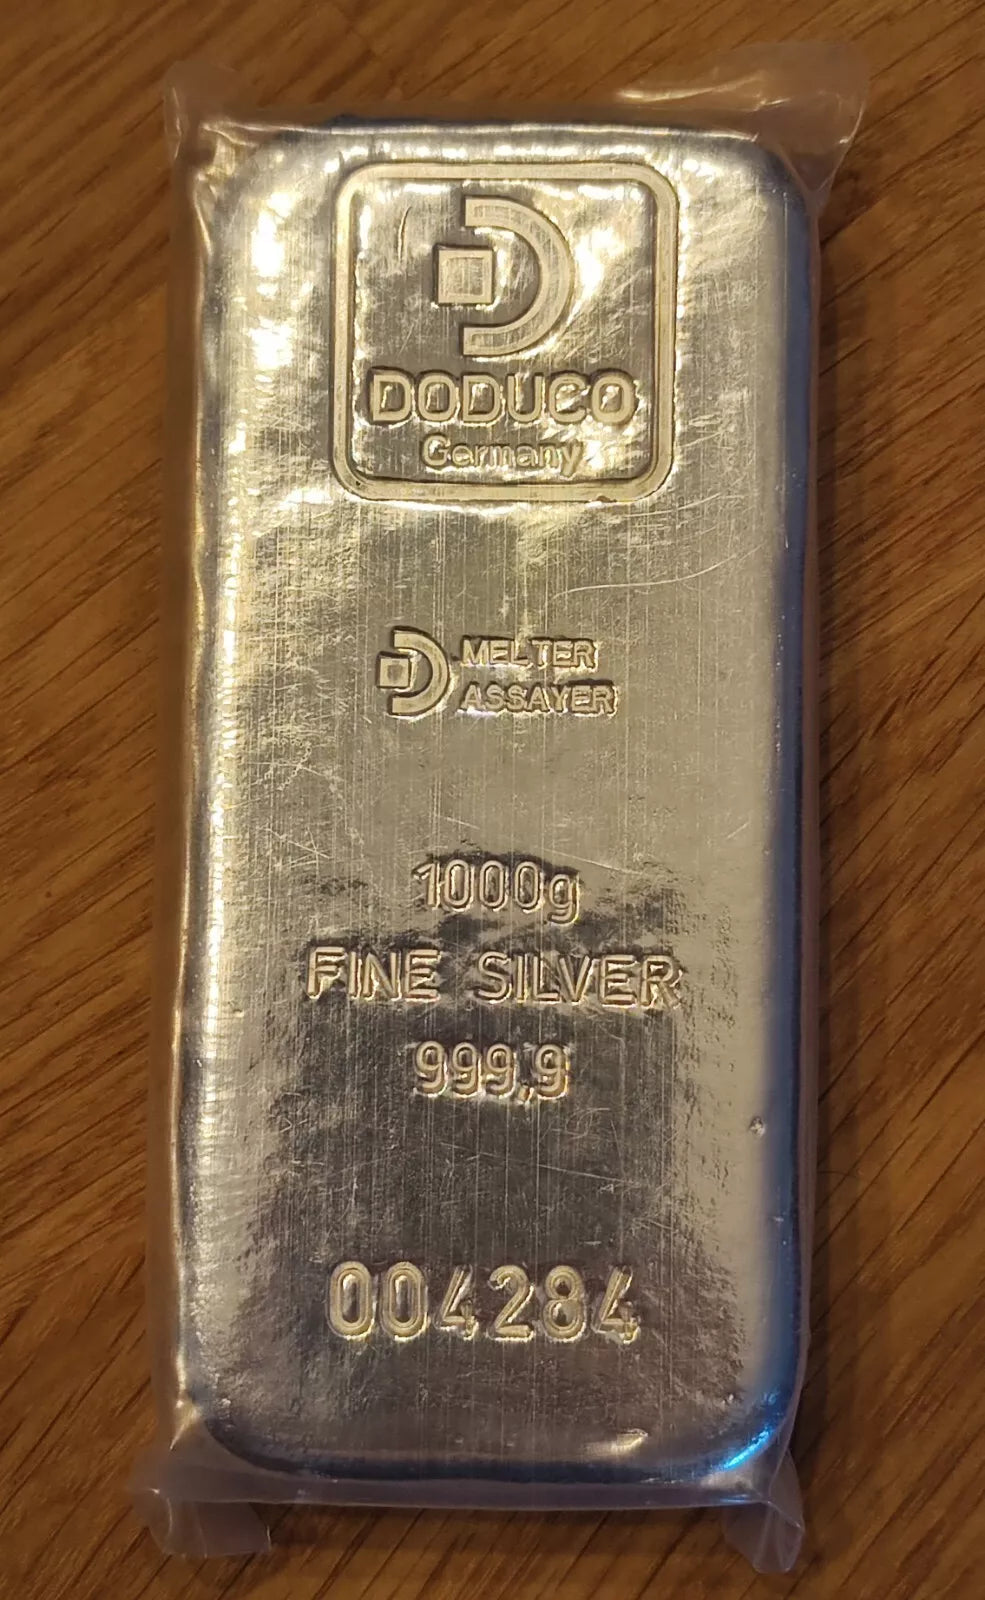 DODUCO
Germany
MELTER
ASSAYER
1000g
FINE SILVER
999,9
004284